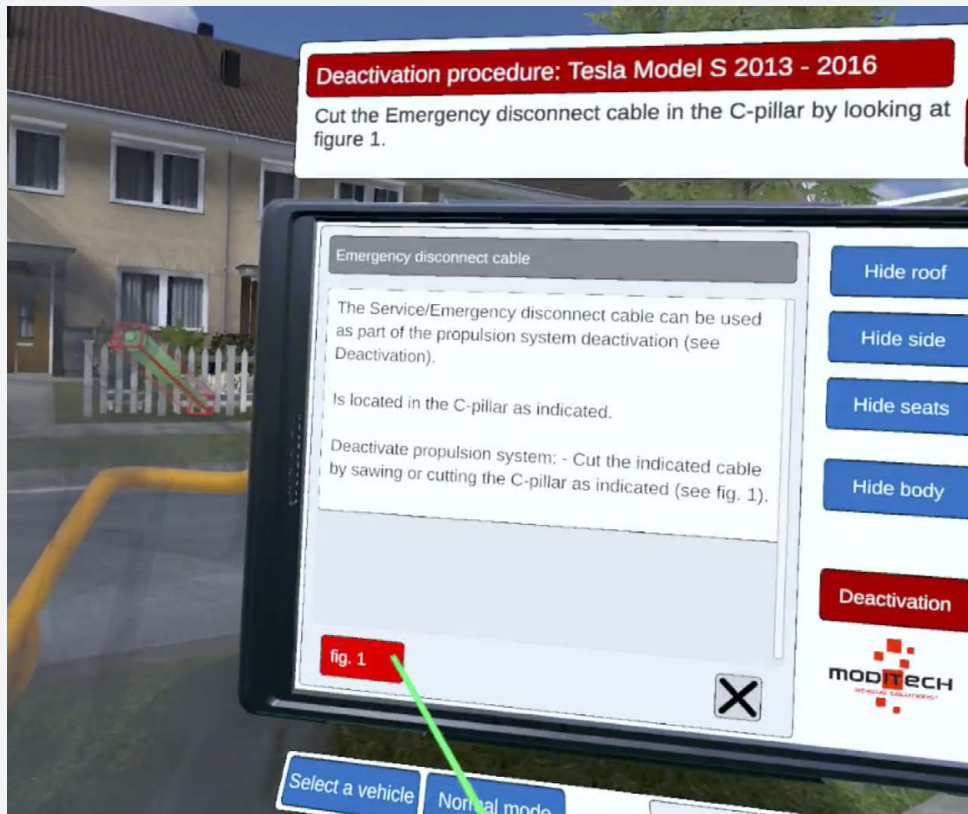 Deactivation procedure: Tesla Model S 2013 - 2016
Cut the Emergency disconnect cable in the C-pillar by looking at
figure 1.
Emergency disconnect cable
The Service/Emergency disconnect cable can be used
as part of the propulsion system deactivation (see
Deactivation).
Is located in the C-pillar as indicated.
Deactivate propulsion system: - Cut the indicated cable
by sawing or cutting the C-pillar as indicated (see fig. 1).
fig. 1
Hide roof
Hide side
Hide seats
Hide body
Deactivation
MODITECH
RESCUE SOLUTIONS
Select a vehicle
Normal mode